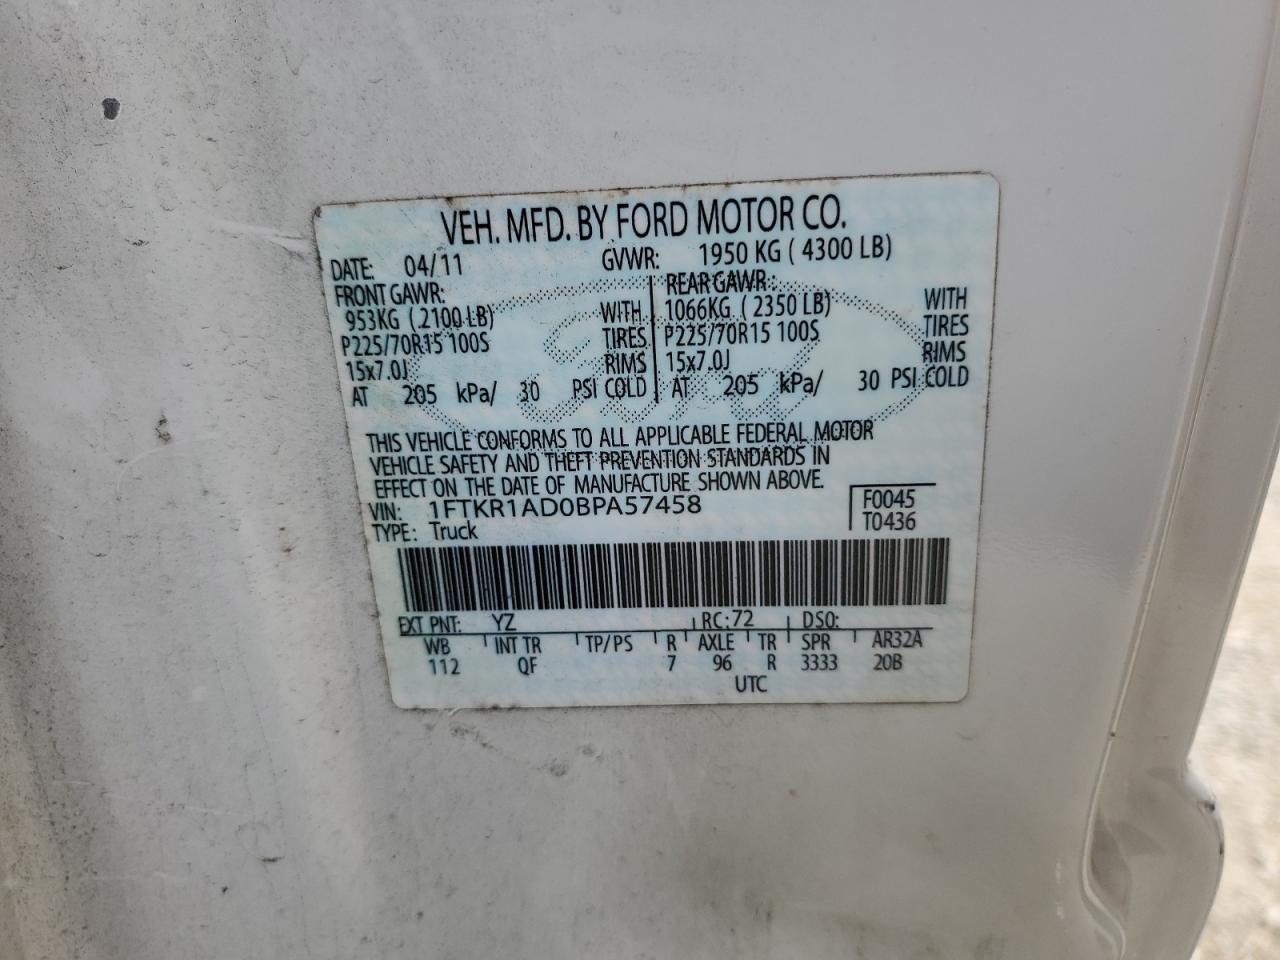 VEH. MFD. BY FORD MOTOR CO.
DATE: 04/11 GVWR: 1950 KG ( 4300 LB)
FRONT GAWR: REAR GAWR:
953KG (2100 LB) WITH 1066KG (2350 LB) WITH
P225/70R15 100S TIRES P225/70R15 100S TIRES
15x7.0J RIMS 15x7.0J RIMS
AT 205 kPa/ 30 PSI COLD AT 205 kPa/ 30 PSI COLD
Ford
THIS VEHICLE CONFORMS TO ALL APPLICABLE FEDERAL MOTOR
VEHICLE SAFETY AND THEFT PREVENTION STANDARDS IN
EFFECT ON THE DATE OF MANUFACTURE SHOWN ABOVE.
VIN: 1FTKR1AD0BPA57458 F0045
TYPE: Truck T0436
EXT PNT: YZ RC:72 DSO:
WB INT TR TP/PS R AXLE TR SPR AR32A
112 QF 7 96 R 3333 20B
UTC